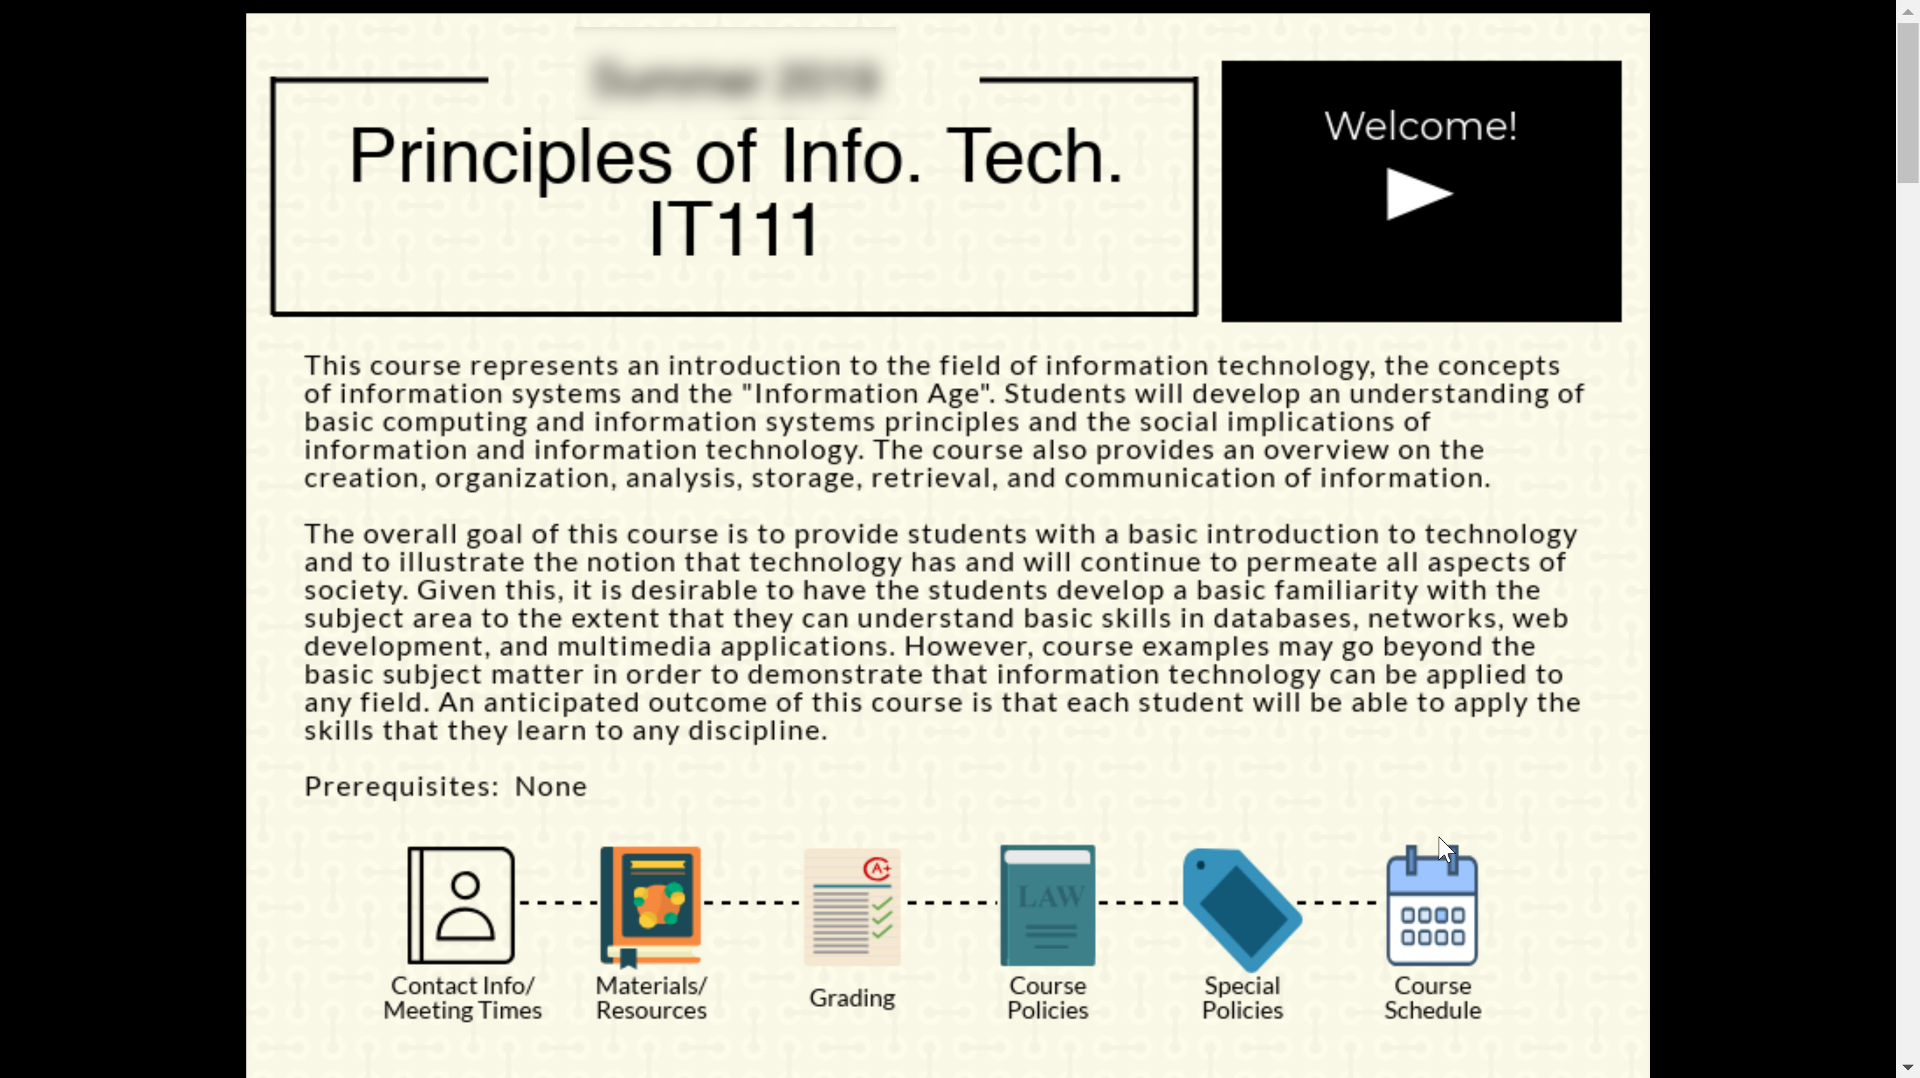 Principles of Info. Tech.
IT111
Welcome!
This course represents an introduction to the field of information technology, the concepts
of information systems and the "Information Age". Students will develop an understanding of
basic computing and information systems principles and the social implications of
information and information technology. The course also provides an overview on the
creation, organization, analysis, storage, retrieval, and communication of information.
The overall goal of this course is to provide students with a basic introduction to technology
and to illustrate the notion that technology has and will continue to permeate all aspects of
society. Given this, it is desirable to have the students develop a basic familiarity with the
subject area to the extent that they can understand basic skills in databases, networks, web
development, and multimedia applications. However, course examples may go beyond the
basic subject matter in order to demonstrate that information technology can be applied to
any field. An anticipated outcome of this course is that each student will be able to apply the
skills that they learn to any discipline.
Prerequisites: None
A+
LAW
Contact Info/
Meeting Times
Materials/
Resources
Grading
Course
Policies
Special
Policies
Course
Schedule